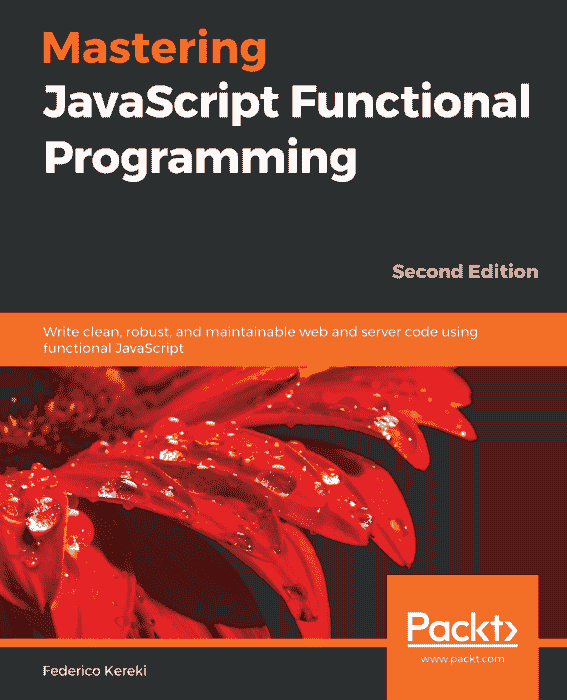 Mastering
JavaScript Functional
Programming
Second Edition
Write clean, robust, and maintainable web and server code using
functional JavaScript
Packt>
www.packt.com
Federico Kereki